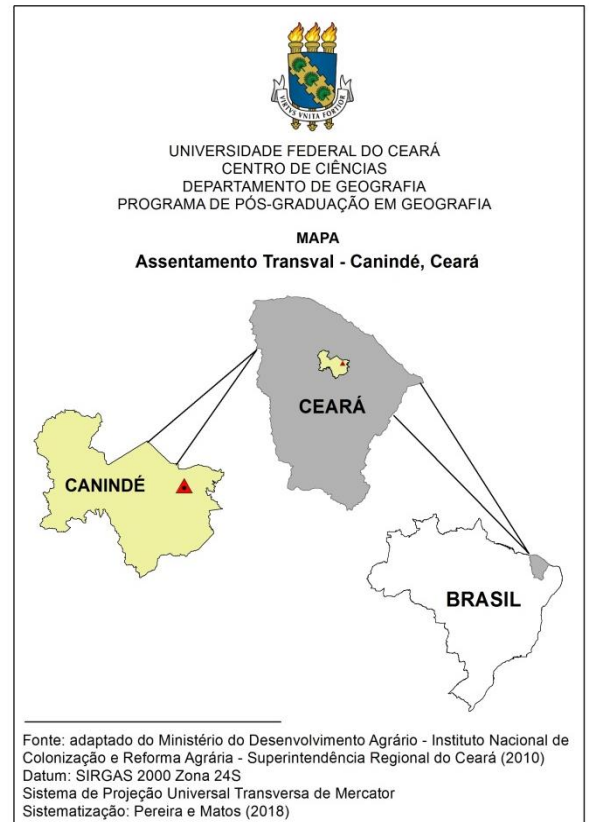 VIRTVS VNITA FORTIOR
UNIVERSIDADE FEDERAL DO CEARÁ
CENTRO DE CIÊNCIAS
DEPARTAMENTO DE GEOGRAFIA
PROGRAMA DE PÓS-GRADUAÇÃO EM GEOGRAFIA
MAPA
Assentamento Transval - Canindé, Ceará
CEARÁ
CANINDÉ
BRASIL
Fonte: adaptado do Ministério do Desenvolvimento Agrário - Instituto Nacional de
Colonização e Reforma Agrária - Superintendência Regional do Ceará (2010)
Datum: SIRGAS 2000 Zona 24S
Sistema de Projeção Universal Transversa de Mercator
Sistematização: Pereira e Matos (2018)